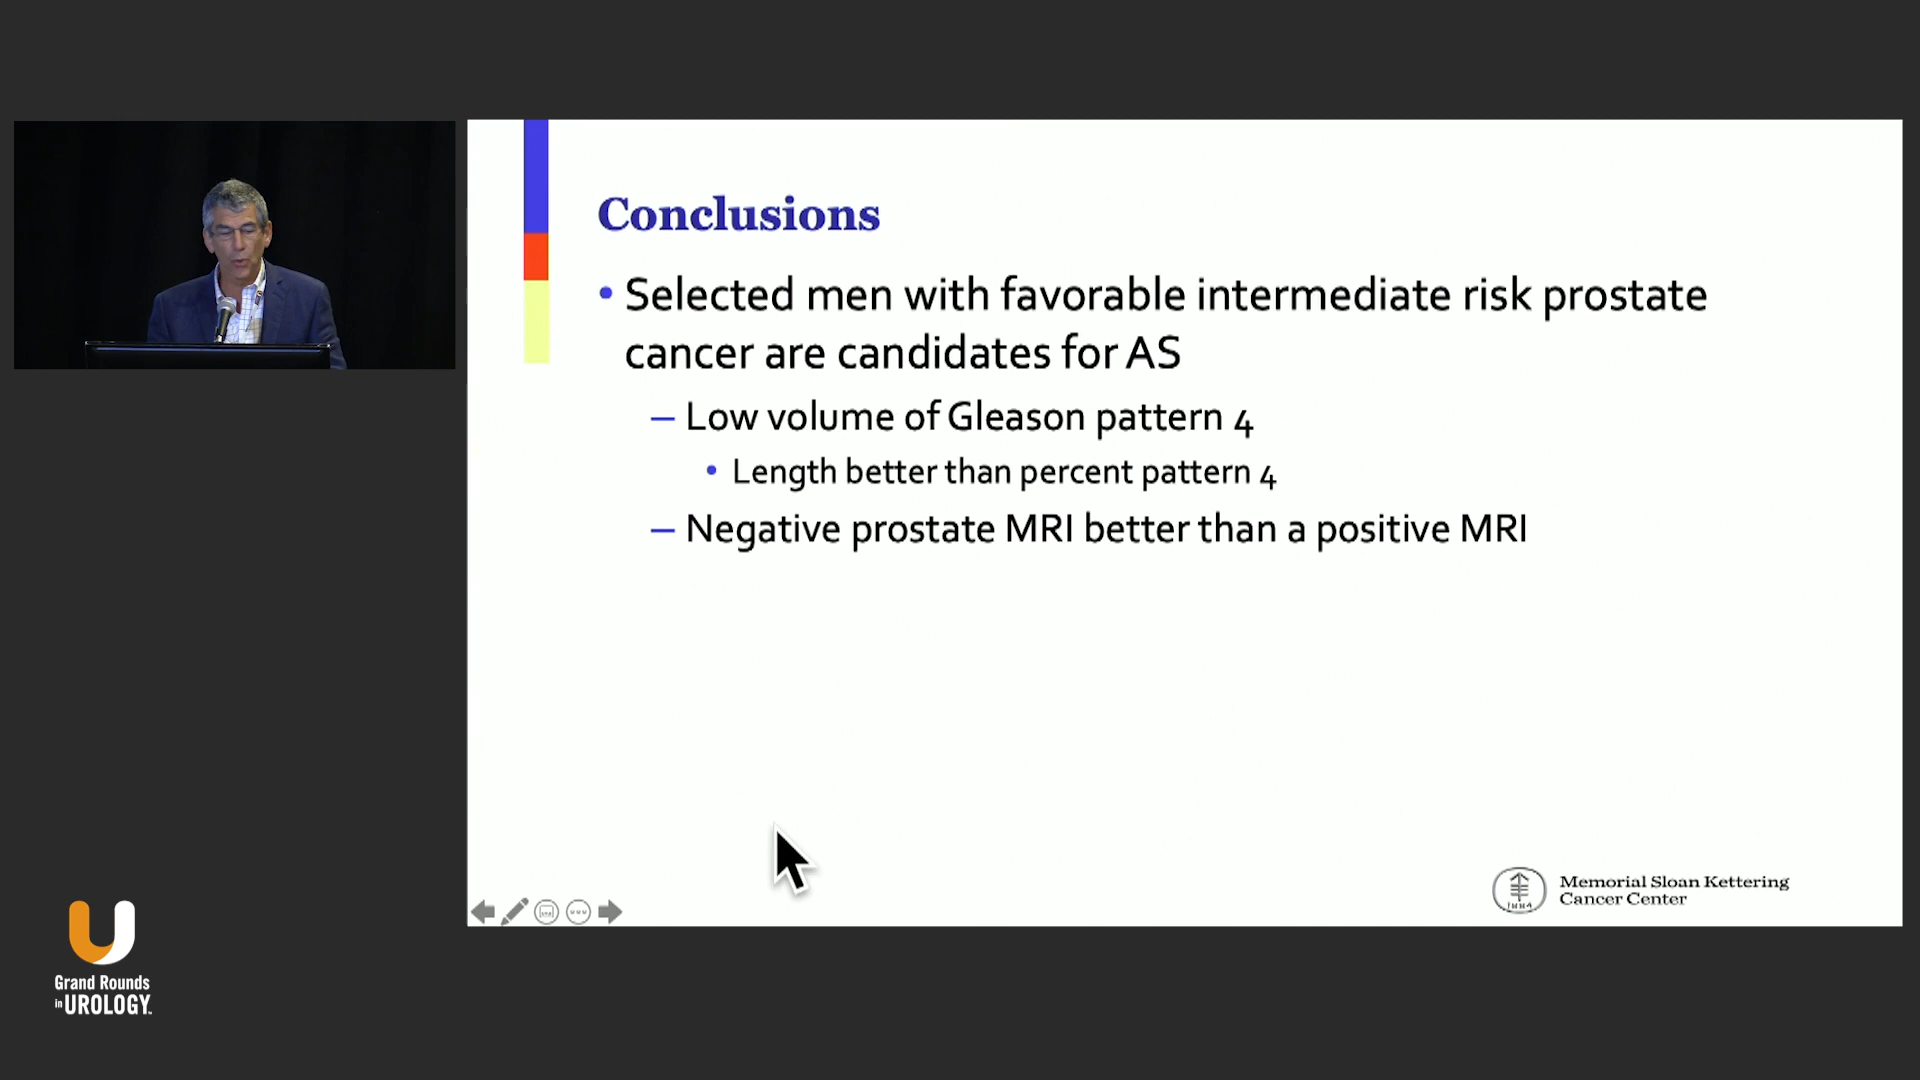 Conclusions
• Selected men with favorable intermediate risk prostate
cancer are candidates for AS
– Low volume of Gleason pattern 4
• Length better than percent pattern 4
– Negative prostate MRI better than a positive MRI
Memorial Sloan Kettering
Cancer Center
U
Grand Rounds
in UROLOGY